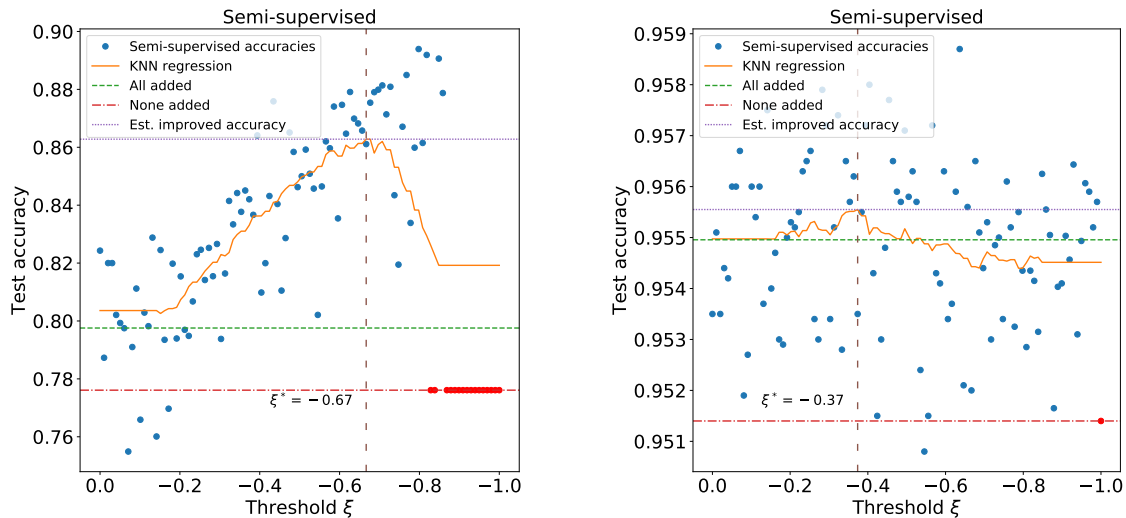 Semi-supervised
Test accuracy
0.90
0.88
0.86
0.84
0.82
0.80
0.78
0.76
Semi-supervised accuracies
KNN regression
All added
None added
Est. improved accuracy
ξ* = −0.67
0.0 −0.2 −0.4 −0.6 −0.8 −1.0
Threshold ξ
Semi-supervised
Test accuracy
0.959
0.958
0.957
0.956
0.955
0.954
0.953
0.952
0.951
Semi-supervised accuracies
KNN regression
All added
None added
Est. improved accuracy
ξ* = −0.37
0.0 −0.2 −0.4 −0.6 −0.8 −1.0
Threshold ξ